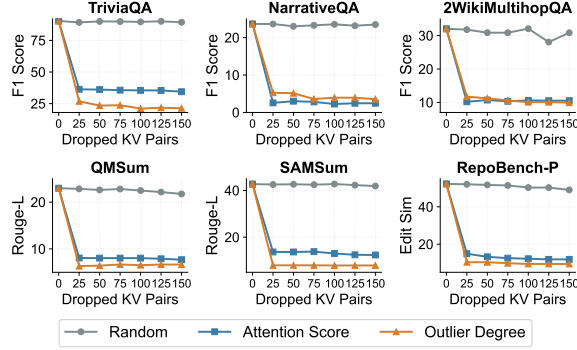 TriviaQA
NarrativeQA
2WikiMultihopQA
F1 Score
75
50
25
0 25 50 75 100 125 150
Dropped KV Pairs
F1 Score
20
10
0
0 25 50 75 100 125 150
Dropped KV Pairs
F1 Score
30
20
10
0 25 50 75 100 125 150
Dropped KV Pairs
QMSum
SAMSum
RepoBench-P
Rouge-L
20
10
0 25 50 75 100 125 150
Dropped KV Pairs
Rouge-L
40
20
0 25 50 75 100 125 150
Dropped KV Pairs
Edit Sim
40
20
0 25 50 75 100 125 150
Dropped KV Pairs
Random
Attention Score
Outlier Degree